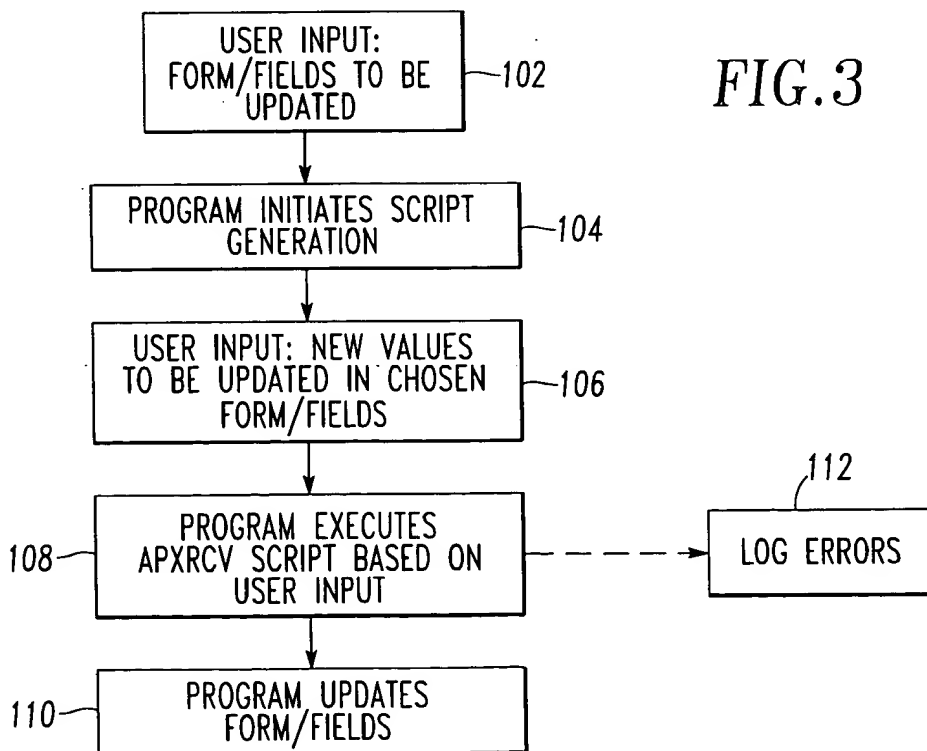 USER INPUT:
FORM/FIELDS TO BE
UPDATED
102
FIG.3
PROGRAM INITIATES SCRIPT
GENERATION
104
USER INPUT: NEW VALUES
TO BE UPDATED IN CHOSEN
FORM/FIELDS
106
108
PROGRAM EXECUTES
APXRCV SCRIPT BASED ON
USER INPUT
112
LOG ERRORS
110
PROGRAM UPDATES
FORM/FIELDS